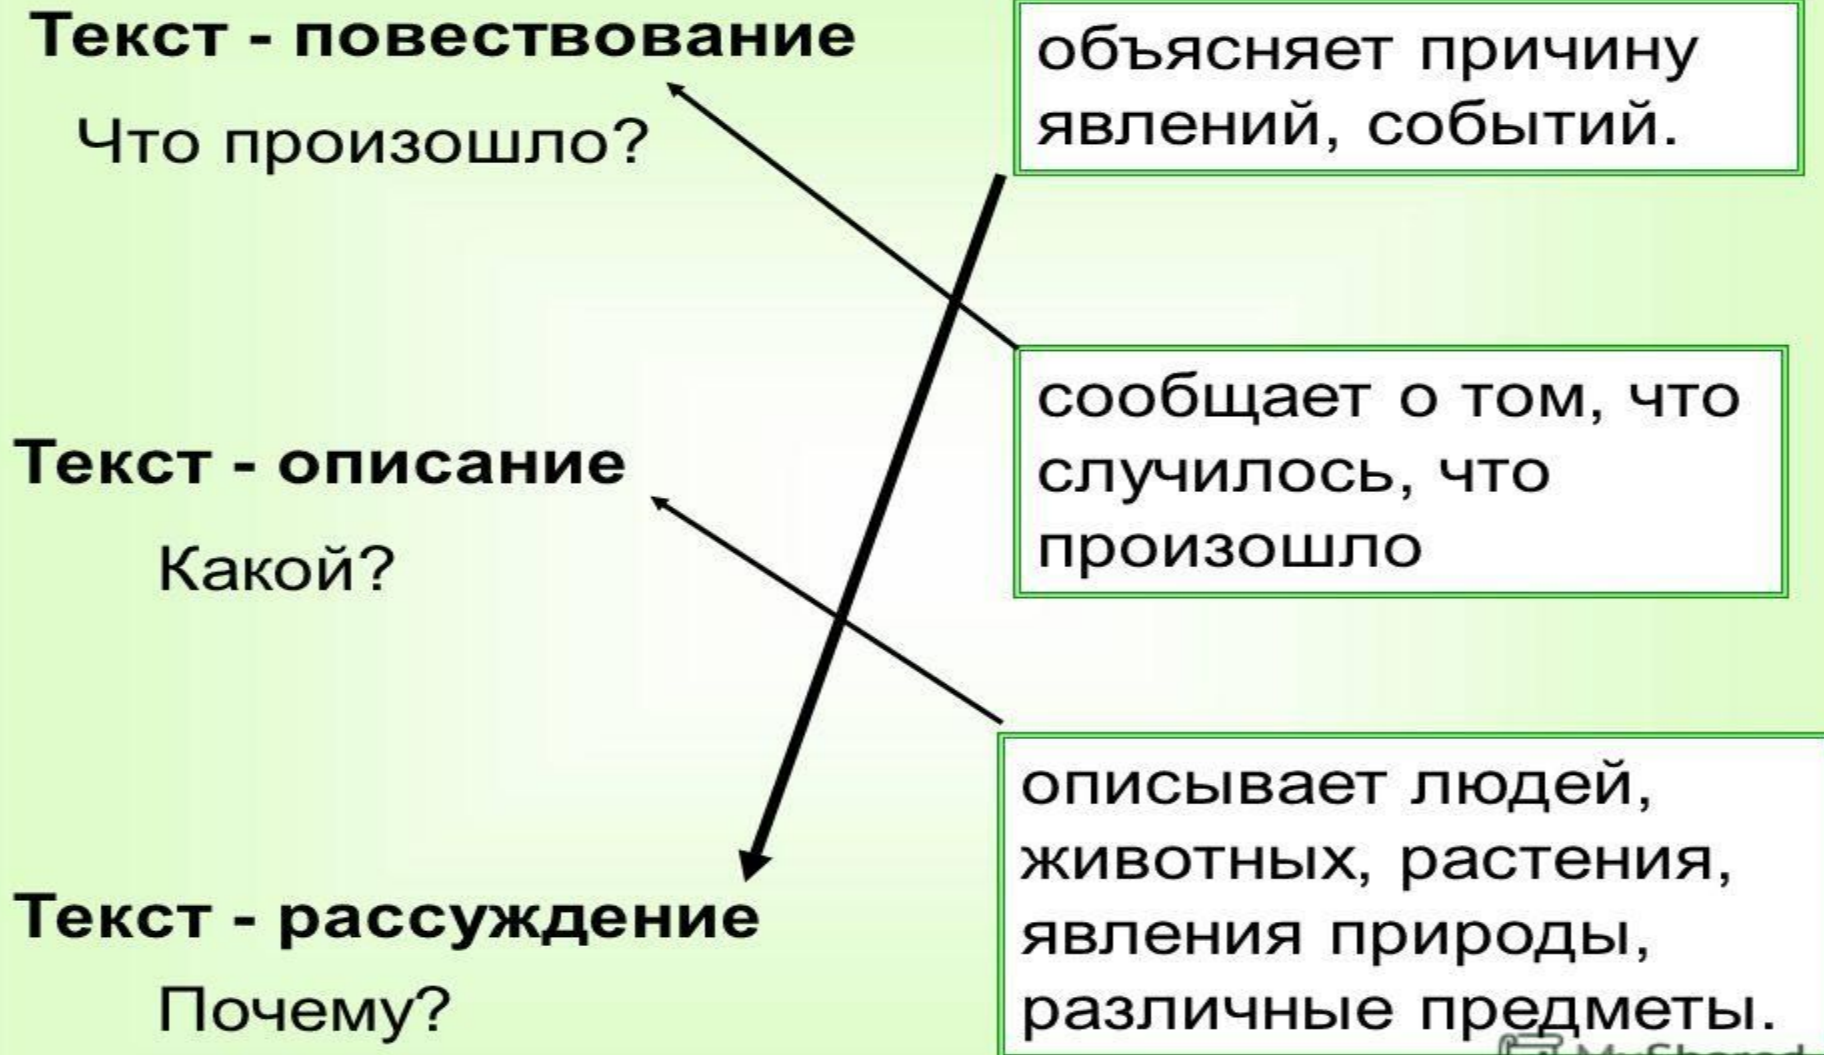 Текст - повествование
Что произошло?
объясняет причину
явлений, событий.
Текст - описание
Какой?
сообщает о том, что
случилось, что
произошло
Текст - рассуждение
Почему?
описывает людей,
животных, растения,
явления природы,
различные предметы.
MyShared